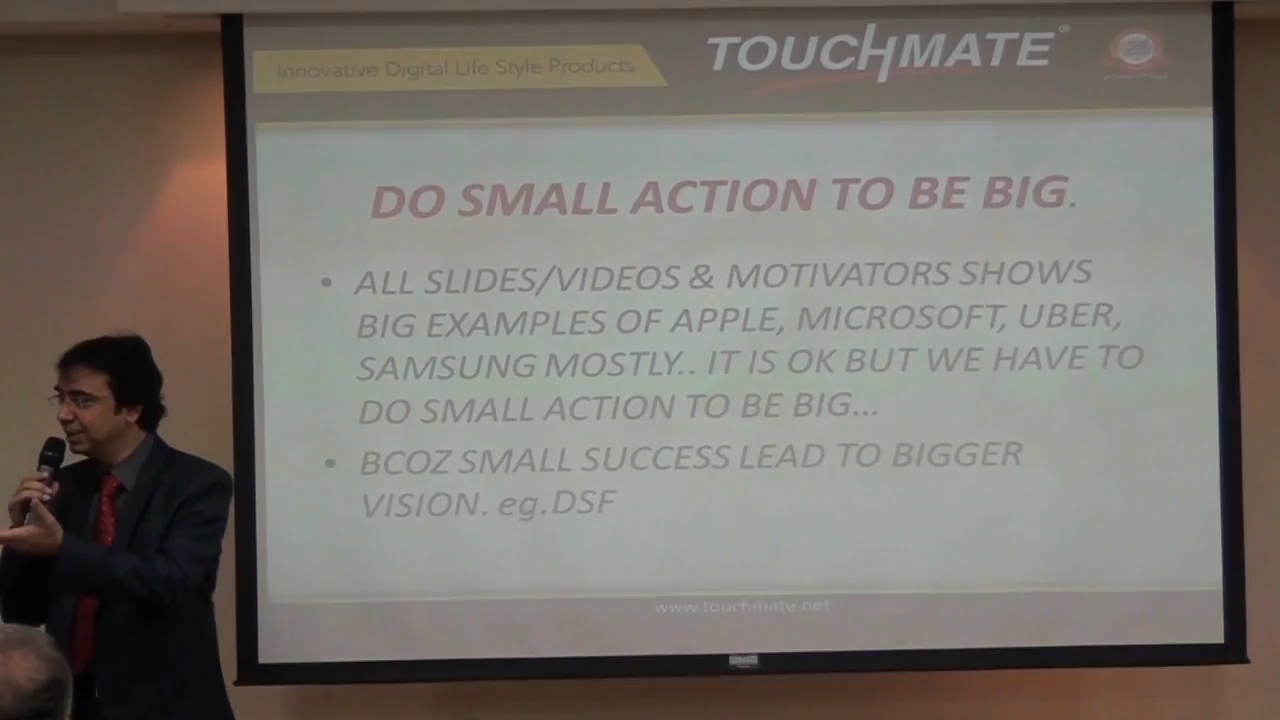 Innovative Digital Life Style Products
TOUCHMATE®
DO SMALL ACTION TO BE BIG.
• ALL SLIDES/VIDEOS & MOTIVATORS SHOWS
BIG EXAMPLES OF APPLE, MICROSOFT, UBER,
SAMSUNG MOSTLY.. IT IS OK BUT WE HAVE TO
DO SMALL ACTION TO BE BIG...
• BCOZ SMALL SUCCESS LEAD TO BIGGER
VISION. eg.DSF
www.touchmate.net